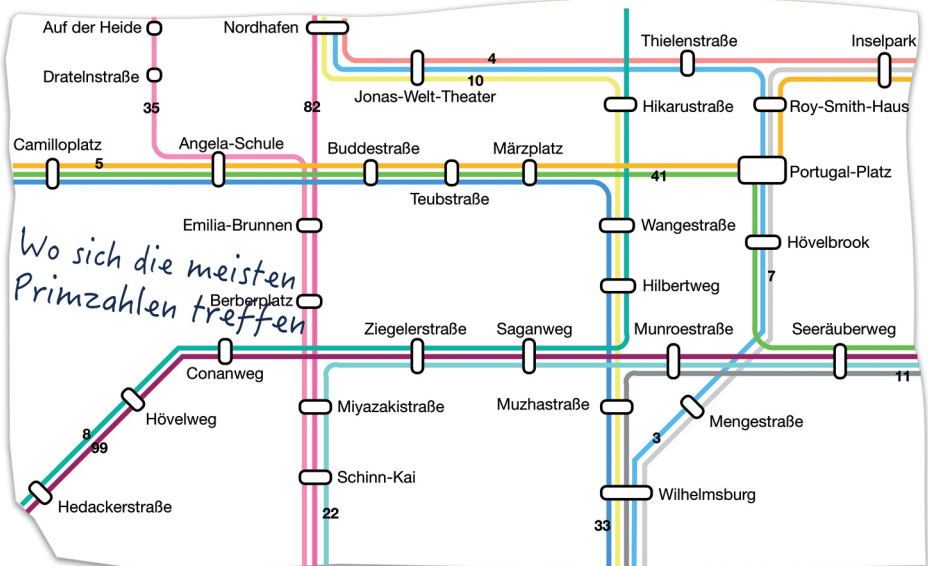 Auf der Heide
Nordhafen
Thielenstraße
Inselpark
4
Dratelnstraße
10
Jonas-Welt-Theater
35
82
Hikarustraße
Roy-Smith-Haus
Camilloplatz
5
Angela-Schule
Buddestraße
Märzplatz
41
Portugal-Platz
Teubstraße
Emilia-Brunnen
Wangestraße
Hövelbrook
Wo sich die meisten
Primzahlen treffen
7
Berberplatz
Hilbertweg
Ziegelerstraße
Saganweg
Munroestraße
Seeräuberweg
Conanweg
11
Miyazakistraße
Muzhastraße
Hövelweg
Mengestraße
8
3
99
Schinn-Kai
Wilhelmsburg
Hedackerstraße
22
33